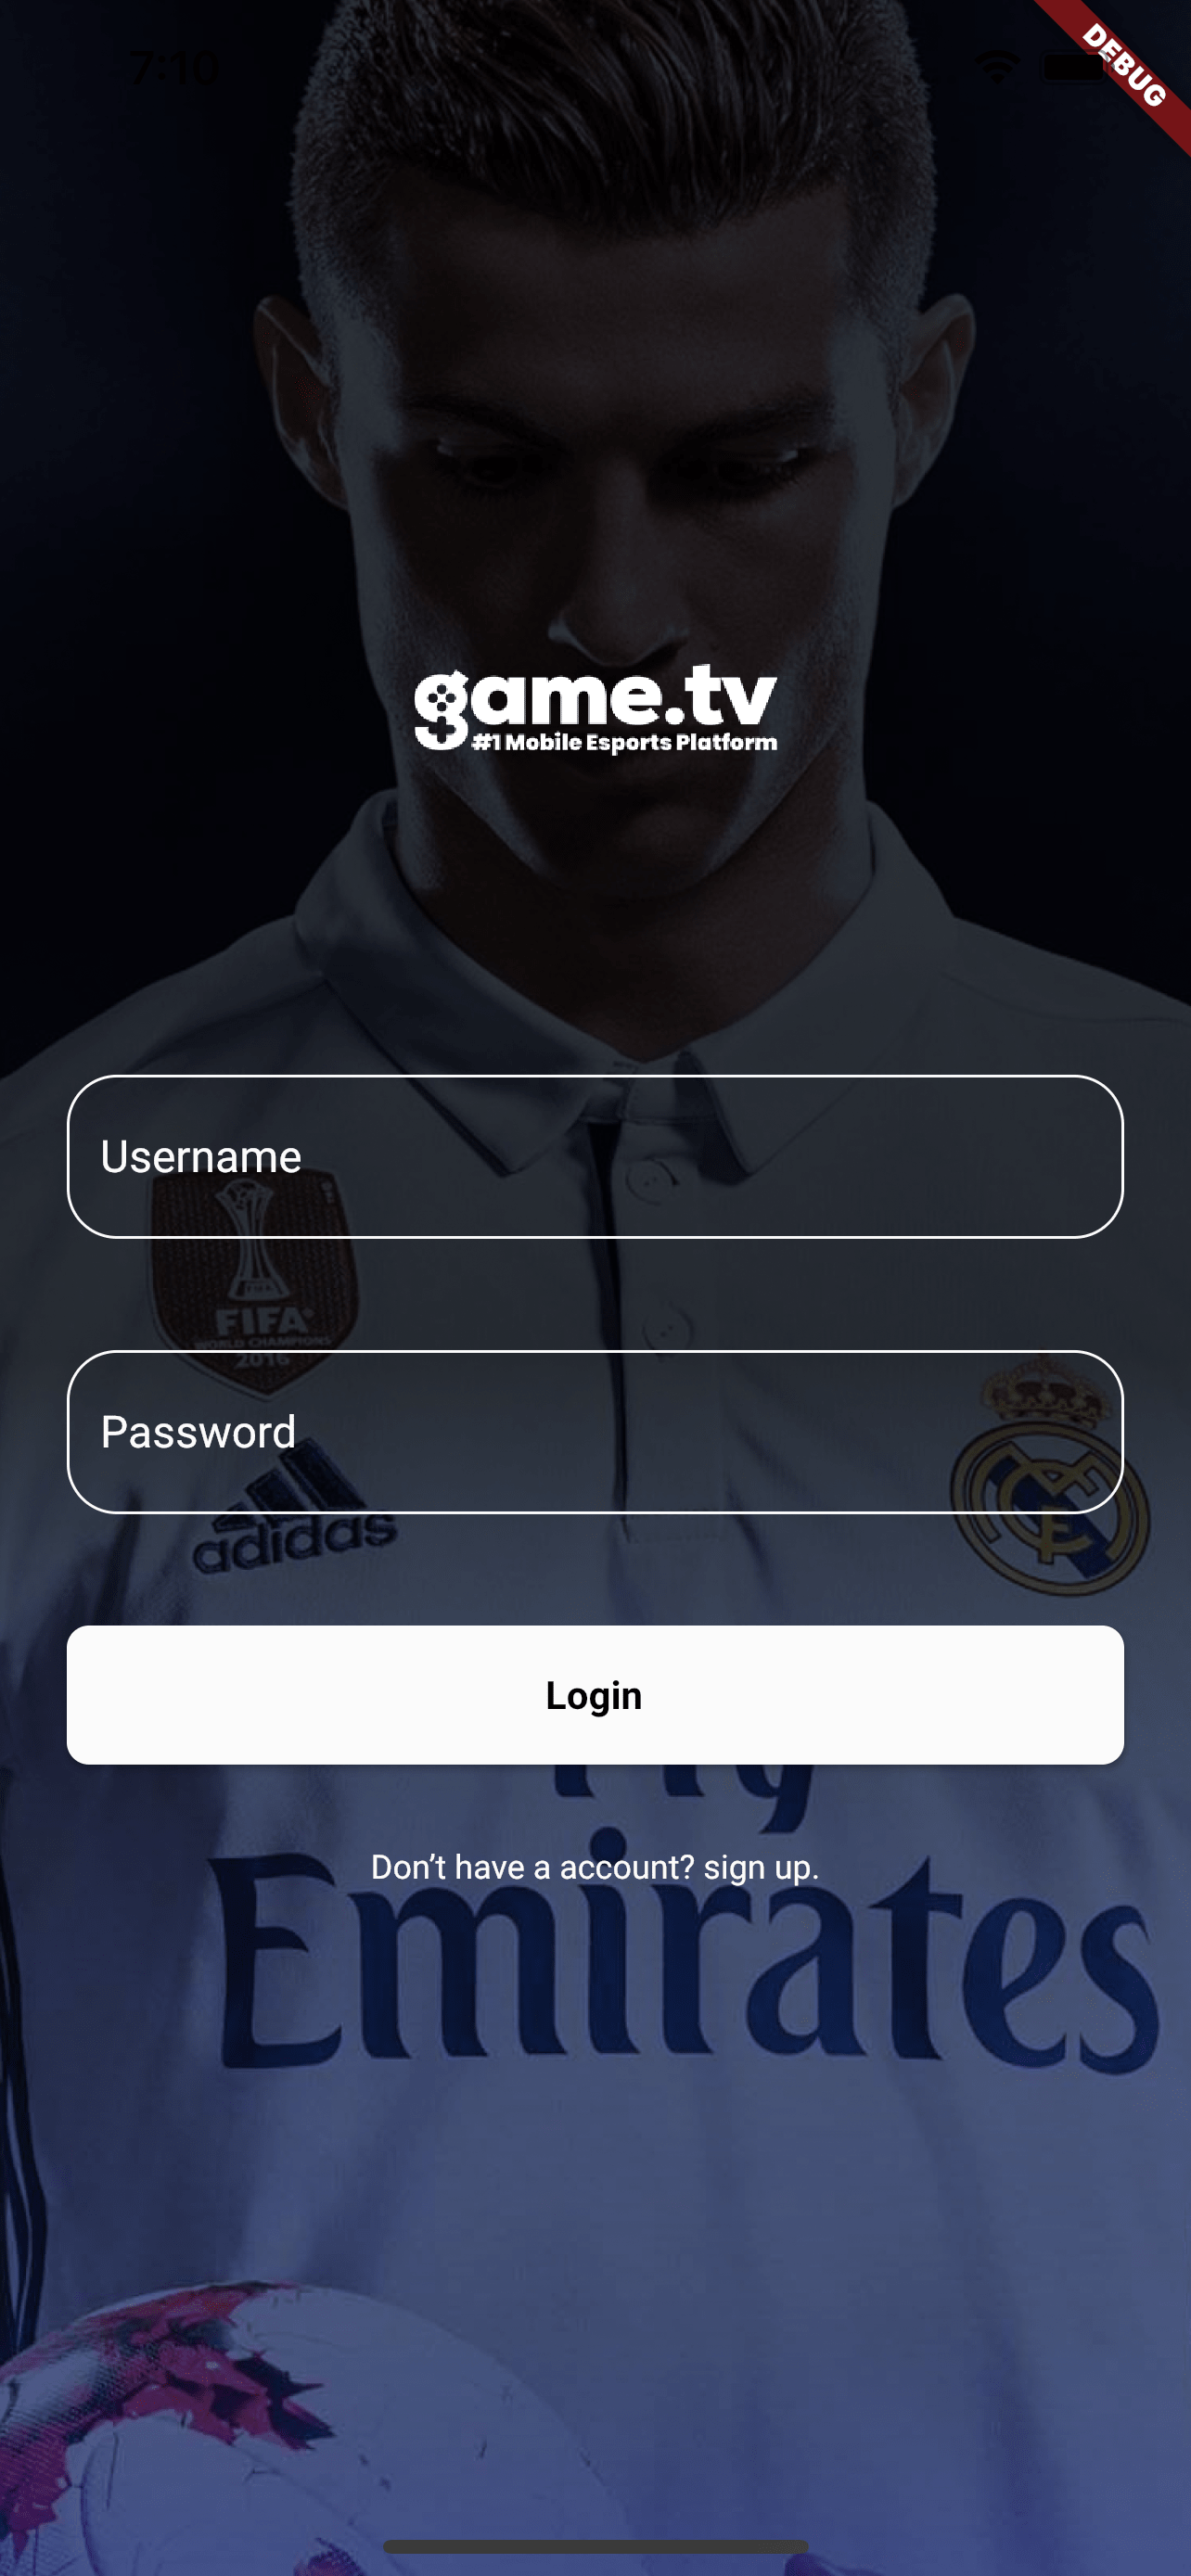 7:10
DEBUG
game.tv
#1 Mobile Esports Platform
Username
FIFA
WORLD CHAMPIONS
2016
Password
adidas
Login
Fly
Don’t have a account? sign up.
Emirates